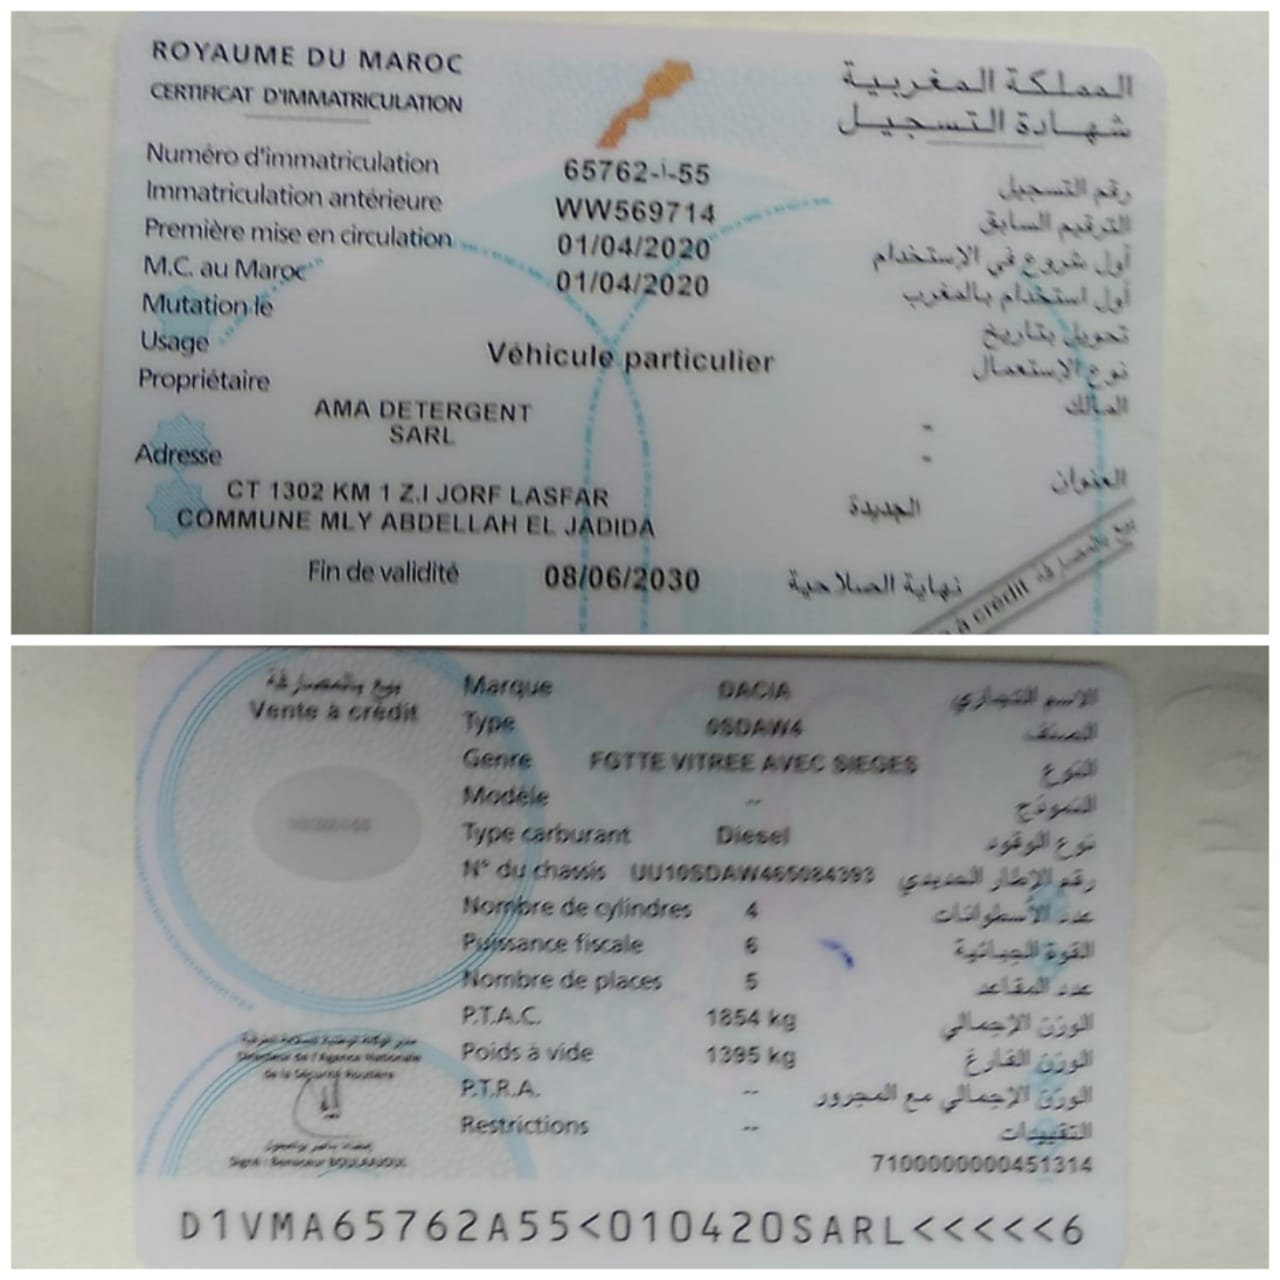 ROYAUME DU MAROC
المملكة المغربية
CERTIFICAT D'IMMATRICULATION
شهادة التسجيل
Numéro d'immatriculation 65762-أ-55 رقم التسجيل
Immatriculation antérieure WW569714 الترقيم السابق
Première mise en circulation 01/04/2020 أول شروع في الإستخدام
M.C. au Maroc 01/04/2020 أول استخدام بالمغرب
Mutation le تحويل بتاريخ
Usage Véhicule particulier نوع الإستعمال
Propriétaire المالك
AMA DETERGENT -
SARL -
Adresse العنوان
CT 1302 KM 1 Z.I JORF LASFAR الجديدة
COMMUNE MLY ABDELLAH EL JADIDA
Fin de validité 08/06/2030 نهاية الصلاحية
à crédit بيع بالمصارفة
بيع بالمصارفة
Vente à crédit
Marque DACIA الاسم التجاري
Type 0SDAW4 الصنف
Genre FGTTE VITREE AVEC SIEGES النوع
Modèle -- النموذج
Type carburant Diesel نوع الوقود
N° du chassis UU10SDAW465084393 رقم الإطار الحديدي
Nombre de cylindres 4 عدد الأسطوانات
Puissance fiscale 6 القوة الجبائية
Nombre de places 5 عدد المقاعد
P.T.A.C. 1854 kg الوزن الإجمالي
Poids à vide 1395 kg الوزن الفارغ
P.T.R.A. -- الوزن الإجمالي مع المجرور
Restrictions -- التقييدات
Directeur de l'Agence Nationale
de la Sécurité Routière
Signé : Benaceur BOULAAJOUL
7100000000451314
D1VMA65762A55<010420SARL<<<<<6